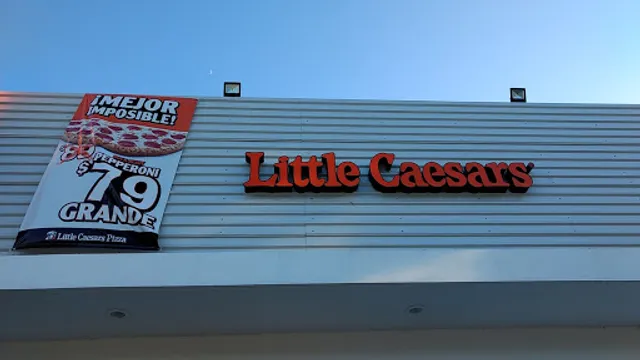 ¡MEJOR
IMPOSIBLE!
PEPPERONI
$79
GRANDE
Little Caesars Pizza
Little Caesars